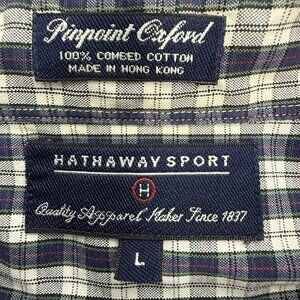 Pinpoint Oxford
100% COMBED COTTON
MADE IN HONG KONG
HATHAWAY SPORT
H
Quality Apparel Maker Since 1837
L